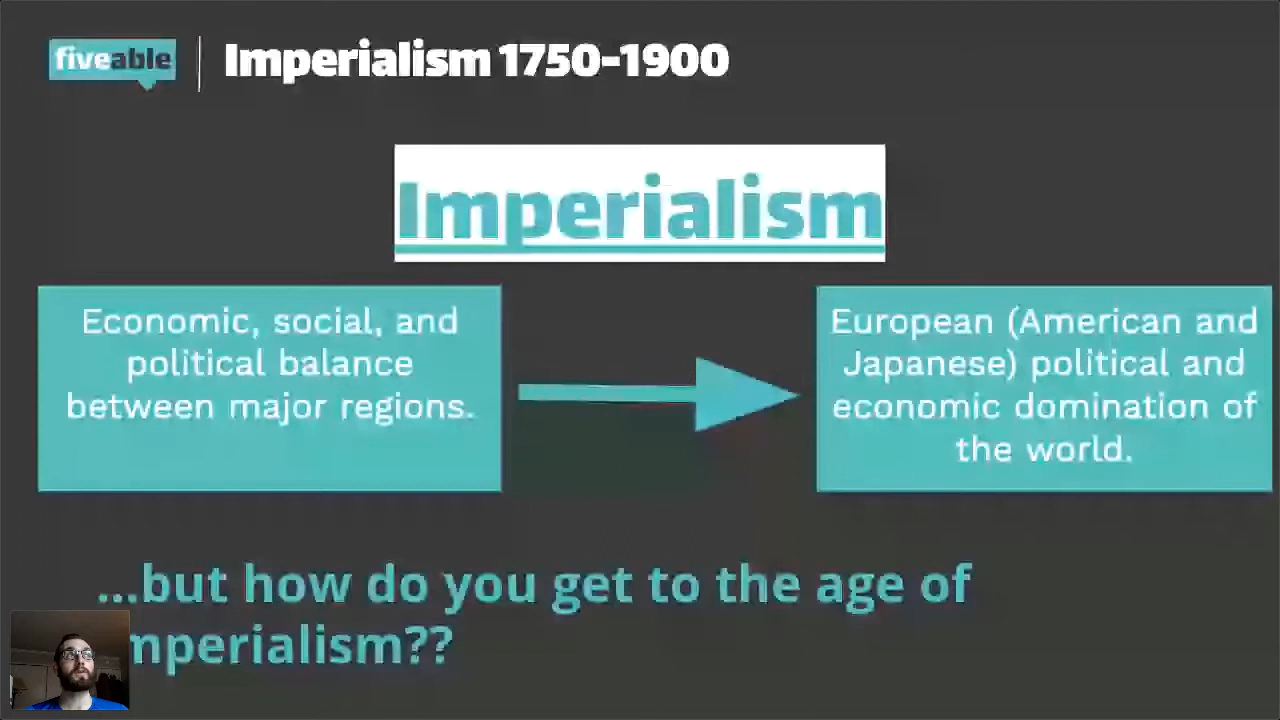 fiveable
Imperialism 1750-1900
Imperialism
Economic, social, and
political balance
between major regions.
European (American and
Japanese) political and
economic domination of
the world.
...but how do you get to the age of
mperialism??